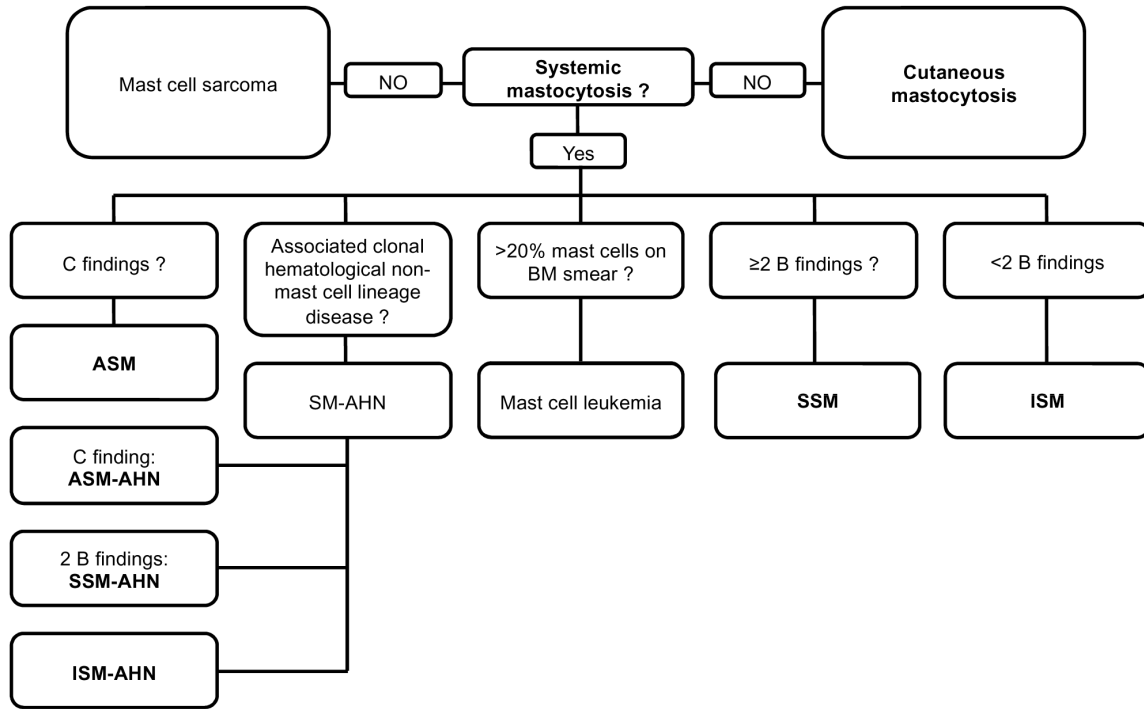 Mast cell sarcoma
NO
Systemic
mastocytosis ?
NO
Cutaneous
mastocytosis
Yes
C findings ?
Associated clonal
hematological non-
mast cell lineage
disease ?
>20% mast cells on
BM smear ?
≥2 B findings ?
<2 B findings
ASM
SM-AHN
Mast cell leukemia
SSM
ISM
C finding:
ASM-AHN
2 B findings:
SSM-AHN
ISM-AHN